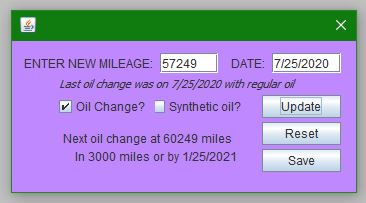 ENTER NEW MILEAGE: 57249 DATE: 7/25/2020
Last oil change was on 7/25/2020 with regular oil
Oil Change? Synthetic oil? Update
Next oil change at 60249 miles
Reset
In 3000 miles or by 1/25/2021
Save